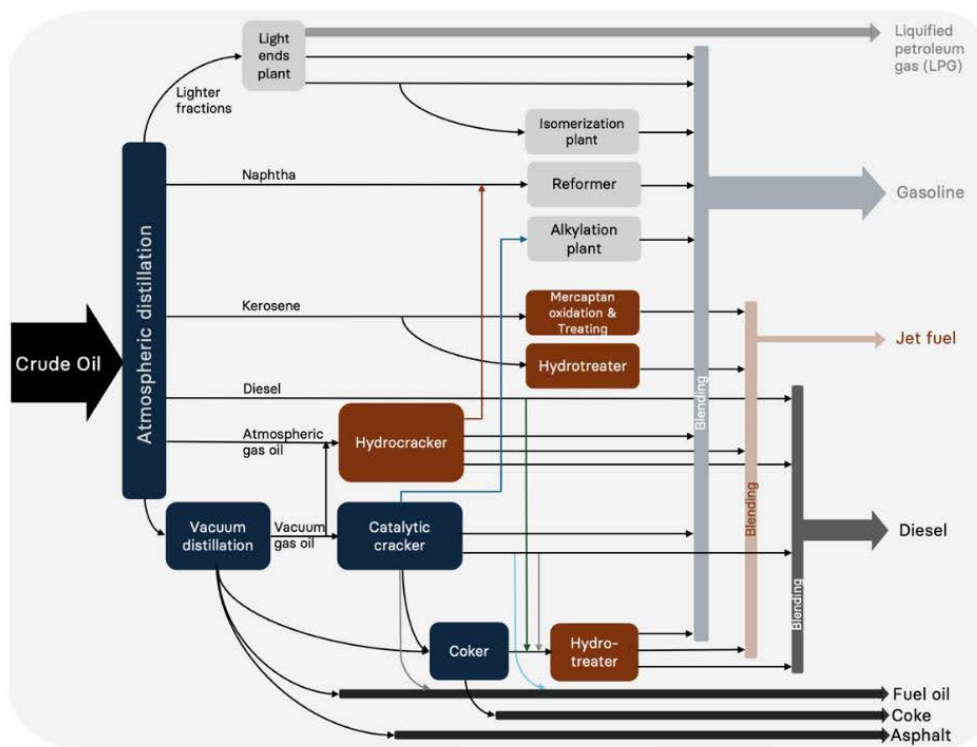 Light
ends
plant
Liquified
petroleum
gas (LPG)
Lighter
fractions
Isomerization
plant
Naphtha
Reformer
Gasoline
Alkylation
plant
Atmospheric distillation
Kerosene
Mercaptan
oxidation &
Treating
Jet fuel
Crude Oil
Hydrotreater
Diesel
Blending
Atmospheric
gas oil
Hydrocracker
Blending
Vacuum
distillation
Vacuum
gas oil
Catalytic
cracker
Diesel
Blending
Coker
Hydro-
treater
Fuel oil
Coke
Asphalt